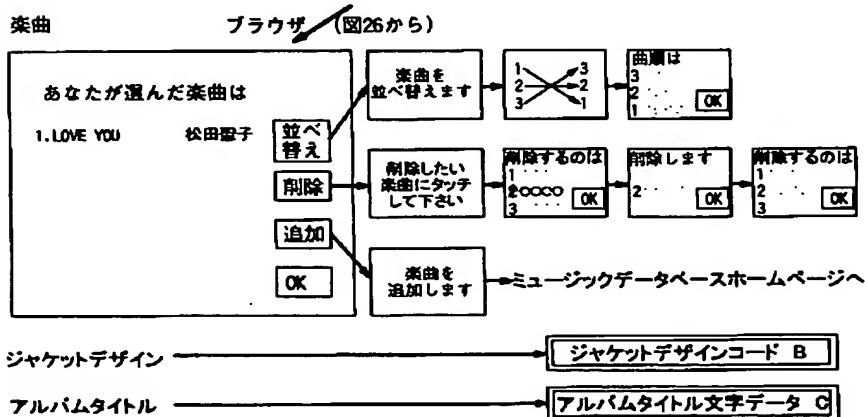 楽曲
ブラウザ (図26から)
あなたが選んだ楽曲は
1.LOVE YOU 松田聖子
並べ
替え
削除
追加
OK
楽曲を
並べ替えます
1 3
2 2
3 1
曲順は
3
2
1
OK
削除したい
楽曲にタッチ
して下さい
削除するのは
1
2○○○○
3
OK
削除します
2
OK
削除するのは
1
2
3
OK
楽曲を
追加します
ミュージックデータベースホームページへ
ジャケットデザイン
ジャケットデザインコード B
アルバムタイトル
アルバムタイトル文字データ C